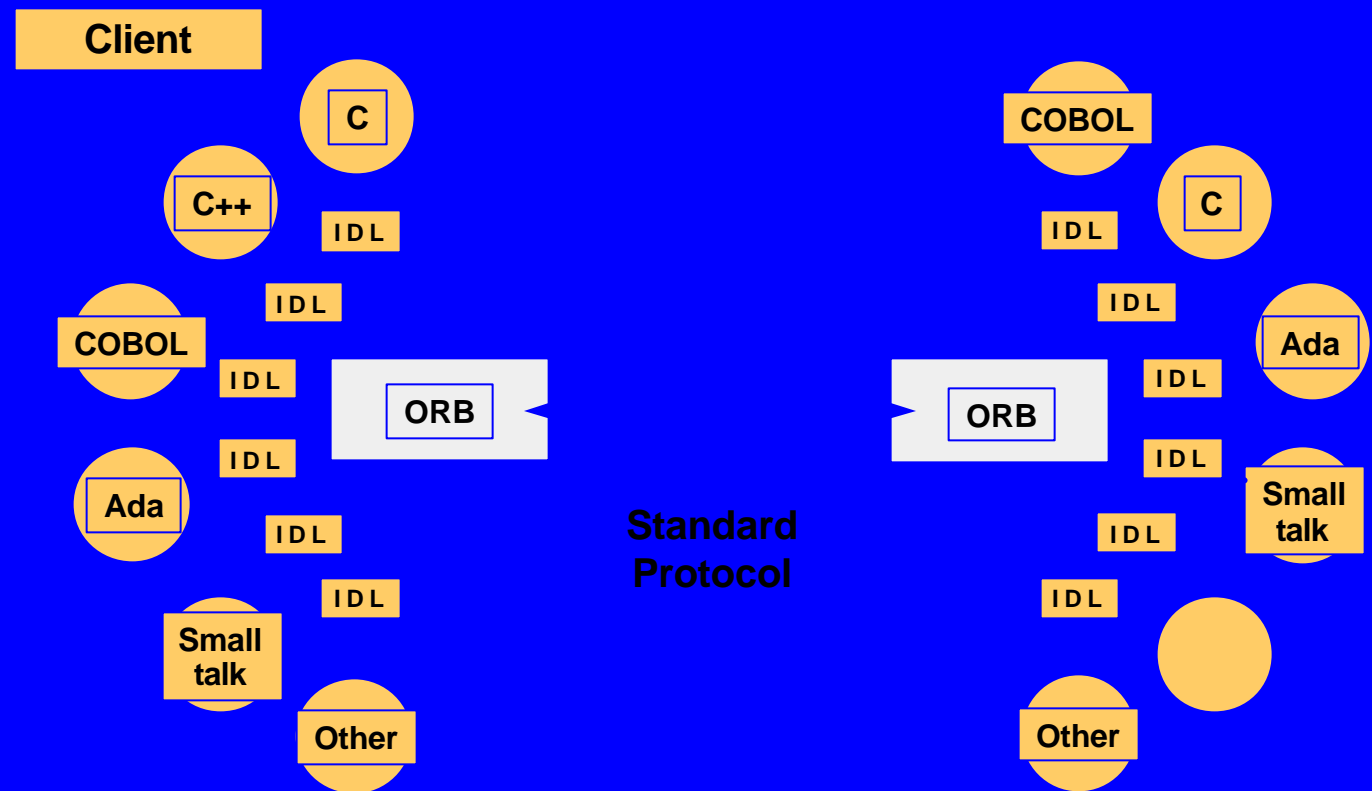 Client
C
C++
IDL
IDL
COBOL
IDL
ORB
IDL
Ada
IDL
IDL
Small
talk
Other
Standard
Protocol
COBOL
C
IDL
IDL
Ada
IDL
ORB
IDL
Small
talk
IDL
IDL
Other